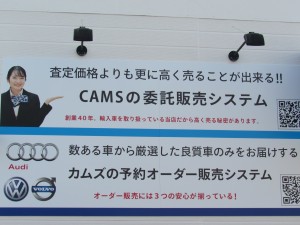 査定価格よりも更に高く売ることが出来る!!
CAMSの委託販売システム
創業40年、輸入車を取り扱っている当店だから高く売る秘密があります。
Audi
数ある車から厳選した良質車のみをお届けする
カムズの予約オーダー販売システム
VOLVO
オーダー販売には3つの安心が揃っている!